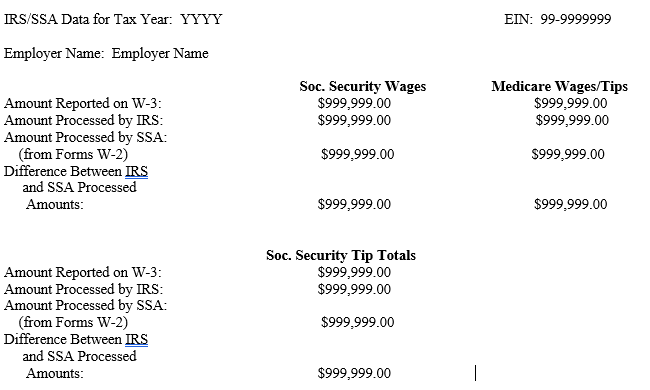 IRS/SSA Data for Tax Year: YYYY EIN: 99-9999999
Employer Name: Employer Name
Soc. Security Wages Medicare Wages/Tips
Amount Reported on W-3: $999,999.00 $999,999.00
Amount Processed by IRS: $999,999.00 $999,999.00
Amount Processed by SSA:
(from Forms W-2) $999,999.00 $999,999.00
Difference Between IRS
and SSA Processed
Amounts: $999,999.00 $999,999.00
Soc. Security Tip Totals
Amount Reported on W-3: $999,999.00
Amount Processed by IRS: $999,999.00
Amount Processed by SSA:
(from Forms W-2) $999,999.00
Difference Between IRS
and SSA Processed
Amounts: $999,999.00